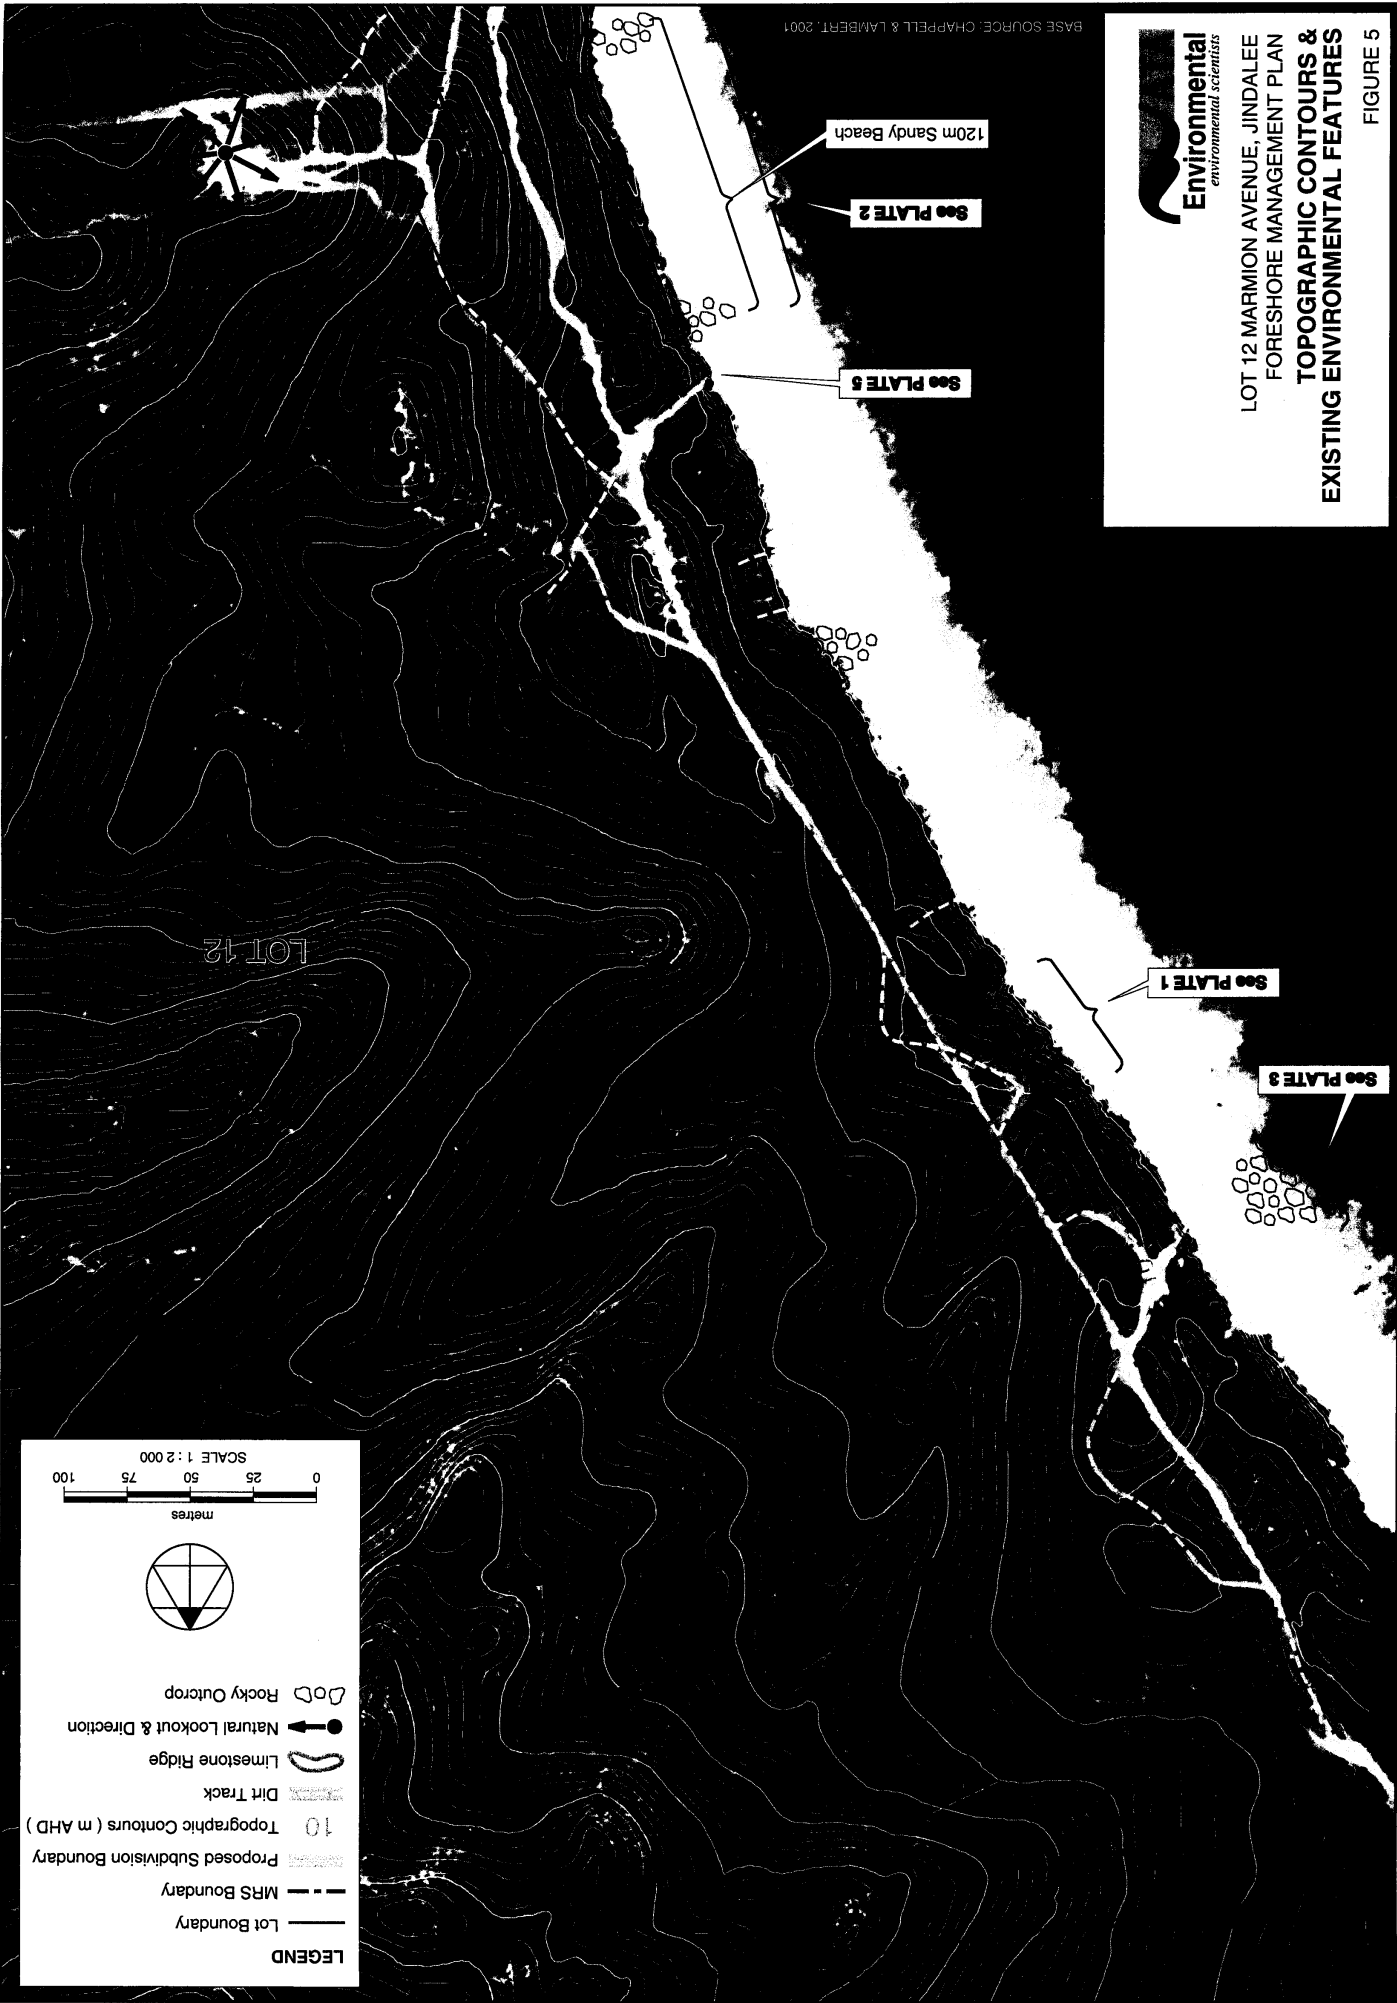 LEGEND
Lot Boundary
MRS Boundary
Proposed Subdivision Boundary
10 Topographic Contours ( m AHD )
Dirt Track
Limestone Ridge
Natural Lookout & Direction
Rocky Outcrop
metres
0 25 50 75 100
SCALE 1 : 2 000
LOT 12
See PLATE 3
See PLATE 1
See PLATE 5
See PLATE 2
120m Sandy Beach
BASE SOURCE: CHAPPELL & LAMBERT, 2001
Environmental
environmental scientists
LOT 12 MARMION AVENUE, JINDALEE
FORESHORE MANAGEMENT PLAN
TOPOGRAPHIC CONTOURS &
EXISTING ENVIRONMENTAL FEATURES
FIGURE 5